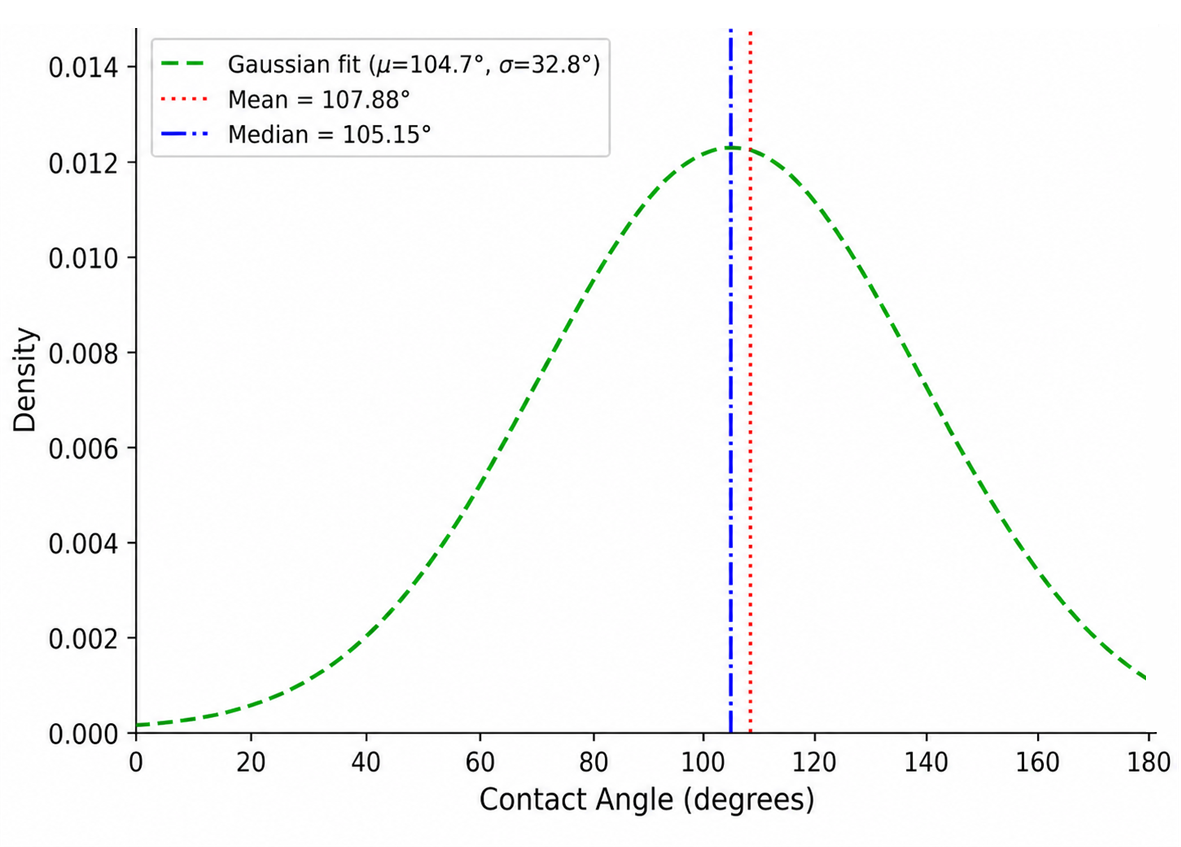 Gaussian fit (μ=104.7°, σ=32.8°)
Mean = 107.88°
Median = 105.15°
0.014
0.012
0.010
0.008
0.006
0.004
0.002
0.000
Density
0 20 40 60 80 100 120 140 160 180
Contact Angle (degrees)